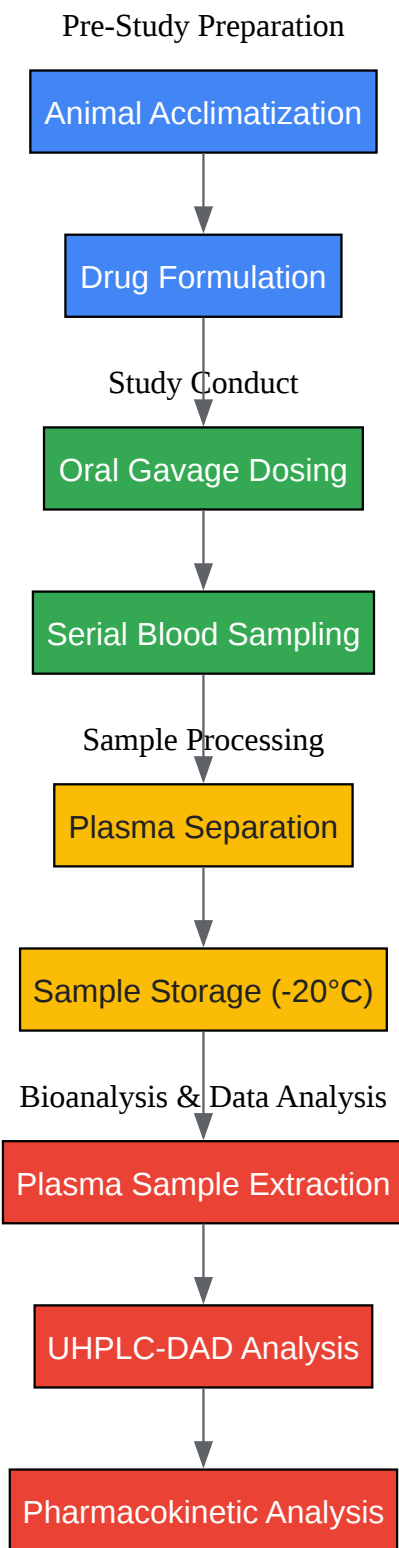 Pre-Study Preparation
Animal Acclimatization
Drug Formulation
Study Conduct
Oral Gavage Dosing
Serial Blood Sampling
Sample Processing
Plasma Separation
Sample Storage (-20°C)
Bioanalysis & Data Analysis
Plasma Sample Extraction
UHPLC-DAD Analysis
Pharmacokinetic Analysis